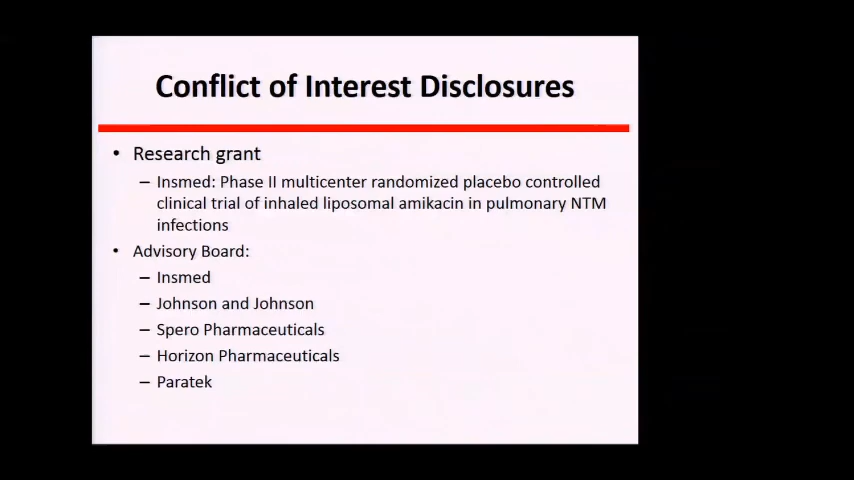 Conflict of Interest Disclosures
• Research grant
– Insmed: Phase II multicenter randomized placebo controlled
clinical trial of inhaled liposomal amikacin in pulmonary NTM
infections
• Advisory Board:
– Insmed
– Johnson and Johnson
– Spero Pharmaceuticals
– Horizon Pharmaceuticals
– Paratek